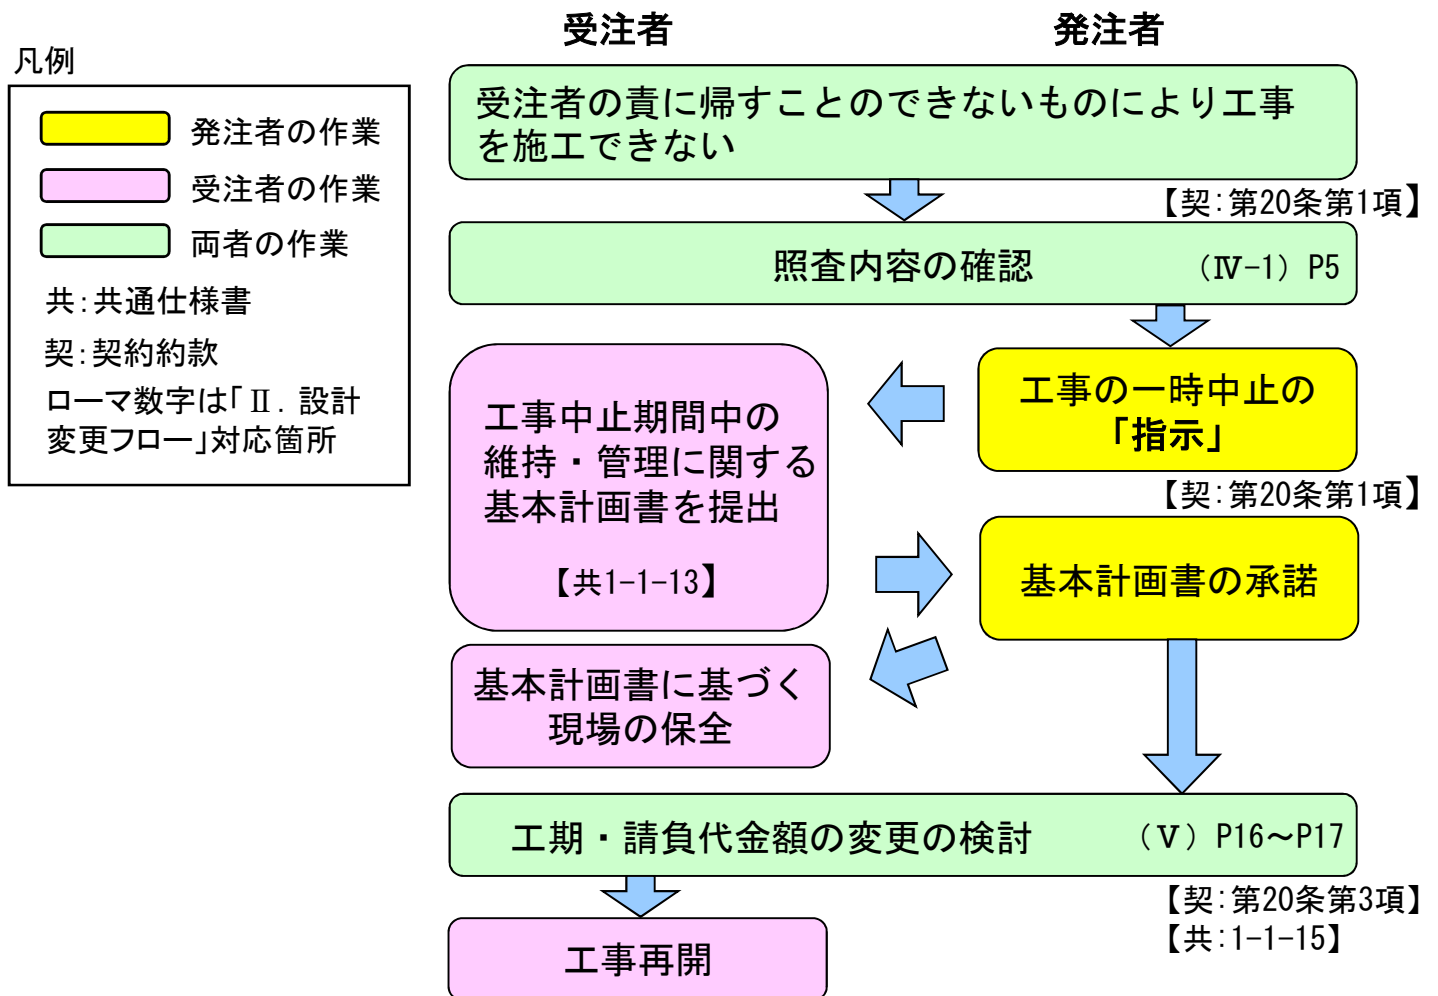 受注者
発注者
凡例
発注者の作業
受注者の作業
両者の作業
共：共通仕様書
契：契約約款
ローマ数字は「Ⅱ．設計
変更フロー」対応箇所
受注者の責に帰すことのできないものにより工事
を施工できない
【契：第20条第1項】
照査内容の確認 （Ⅳ-1）P5
工事の一時中止の
「指示」
【契：第20条第1項】
工事中止期間中の
維持・管理に関する
基本計画書を提出
【共1-1-13】
基本計画書の承諾
基本計画書に基づく
現場の保全
工期・請負代金額の変更の検討 （Ⅴ）P16～P17
【契：第20条第3項】
【共：1-1-15】
工事再開